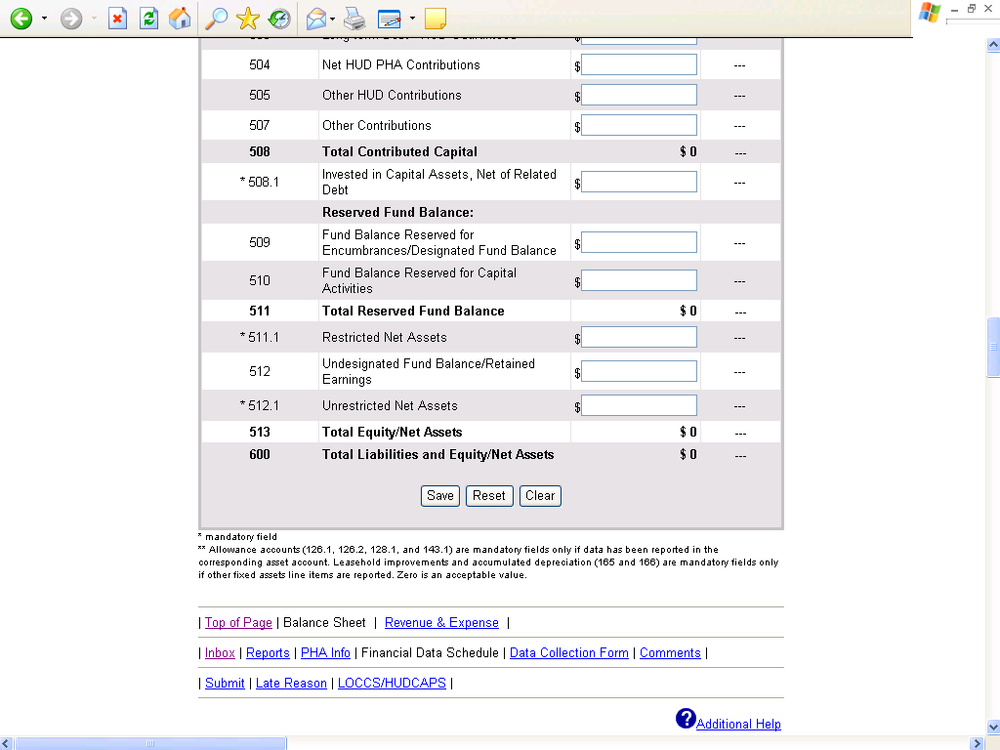 504 Net HUD PHA Contributions $ ---
505 Other HUD Contributions $ ---
507 Other Contributions $ ---
508 Total Contributed Capital $ 0 ---
* 508.1 Invested in Capital Assets, Net of Related
Debt $ ---
Reserved Fund Balance:
509 Fund Balance Reserved for
Encumbrances/Designated Fund Balance $ ---
510 Fund Balance Reserved for Capital
Activities $ ---
511 Total Reserved Fund Balance $ 0 ---
* 511.1 Restricted Net Assets $ ---
512 Undesignated Fund Balance/Retained
Earnings $ ---
* 512.1 Unrestricted Net Assets $ ---
513 Total Equity/Net Assets $ 0 ---
600 Total Liabilities and Equity/Net Assets $ 0 ---
Save Reset Clear
* mandatory field
** Allowance accounts (126.1, 126.2, 128.1, and 143.1) are mandatory fields only if data has been reported in the
corresponding asset account. Leasehold improvements and accumulated depreciation (165 and 166) are mandatory fields only
if other fixed assets line items are reported. Zero is an acceptable value.
| Top of Page | Balance Sheet | Revenue & Expense |
| Inbox | Reports | PHA Info | Financial Data Schedule | Data Collection Form | Comments |
| Submit | Late Reason | LOCCS/HUDCAPS |
? Additional Help